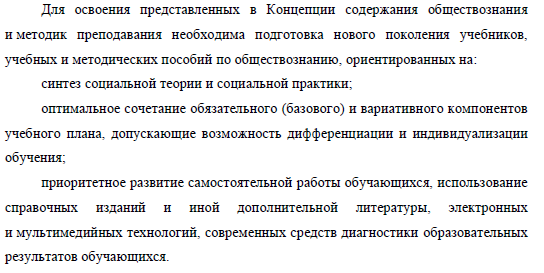 Для освоения представленных в Концепции содержания обществознания
и методик преподавания необходима подготовка нового поколения учебников,
учебных и методических пособий по обществознанию, ориентированных на:
синтез социальной теории и социальной практики;
оптимальное сочетание обязательного (базового) и вариативного компонентов
учебного плана, допускающие возможность дифференциации и индивидуализации
обучения;
приоритетное развитие самостоятельной работы обучающихся, использование
справочных изданий и иной дополнительной литературы, электронных
и мультимедийных технологий, современных средств диагностики образовательных
результатов обучающихся.